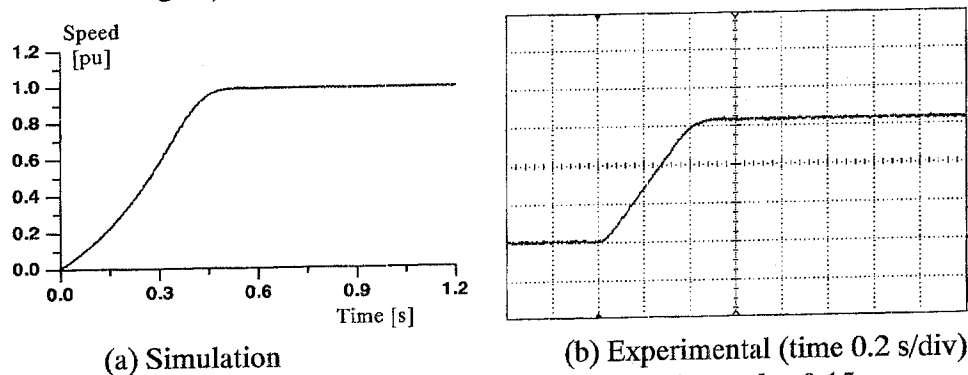 Speed
[pu]
1.2
1.0
0.8
0.6
0.4
0.2
0.0
0.0 0.3 0.6 0.9 1.2
Time [s]
(a) Simulation
(b) Experimental (time 0.2 s/div)